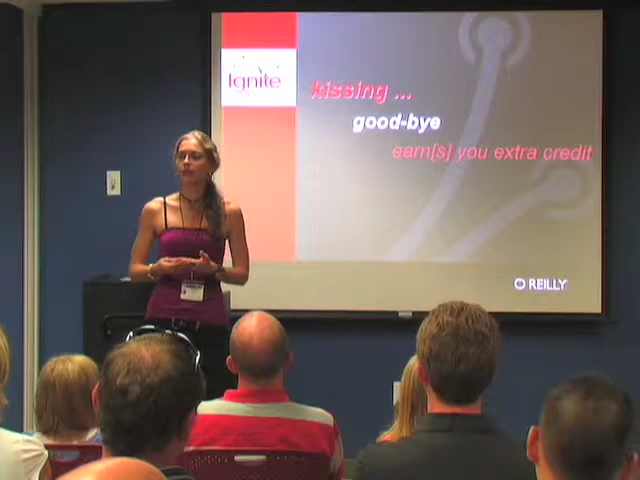 Ignite
kissing ...
good-bye
earn[s] you extra credit
O REILLY